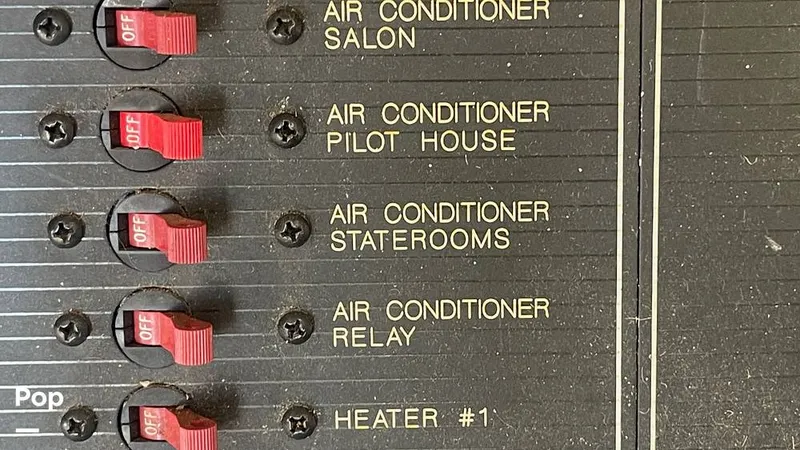 OFF AIR CONDITIONER
SALON
OFF AIR CONDITIONER
PILOT HOUSE
OFF AIR CONDITIONER
STATEROOMS
OFF AIR CONDITIONER
RELAY
Pop
OFF HEATER #1